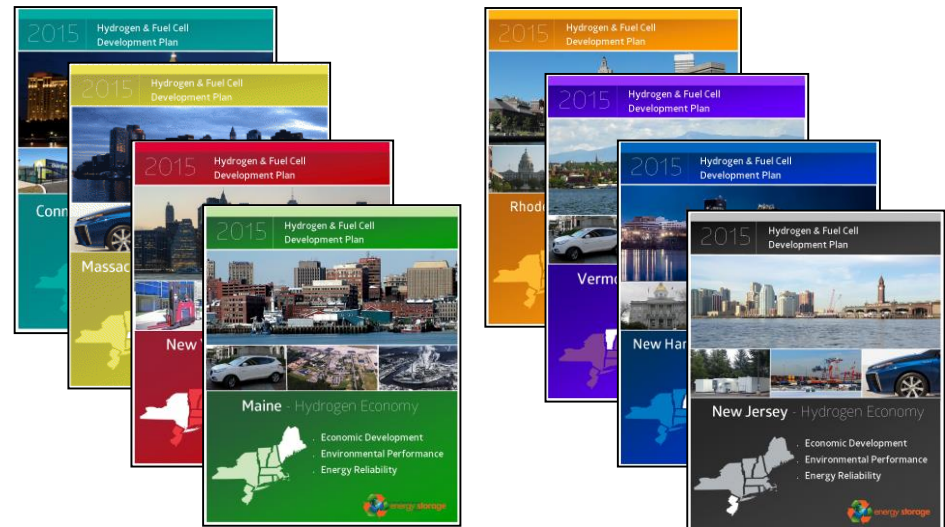 2015 Hydrogen & Fuel Cell
Development Plan
Conn
2015 Hydrogen & Fuel Cell
Development Plan
Massac
2015 Hydrogen & Fuel Cell
Development Plan
New
2015 Hydrogen & Fuel Cell
Development Plan
Maine - Hydrogen Economy
. Economic Development
. Environmental Performance
. Energy Reliability
energy storage
2015 Hydrogen & Fuel Cell
Development Plan
Rhod
2015 Hydrogen & Fuel Cell
Development Plan
Vermo
2015 Hydrogen & Fuel Cell
Development Plan
New Har
2015 Hydrogen & Fuel Cell
Development Plan
New Jersey - Hydrogen Economy
. Economic Development
. Environmental Performance
. Energy Reliability
energy storage